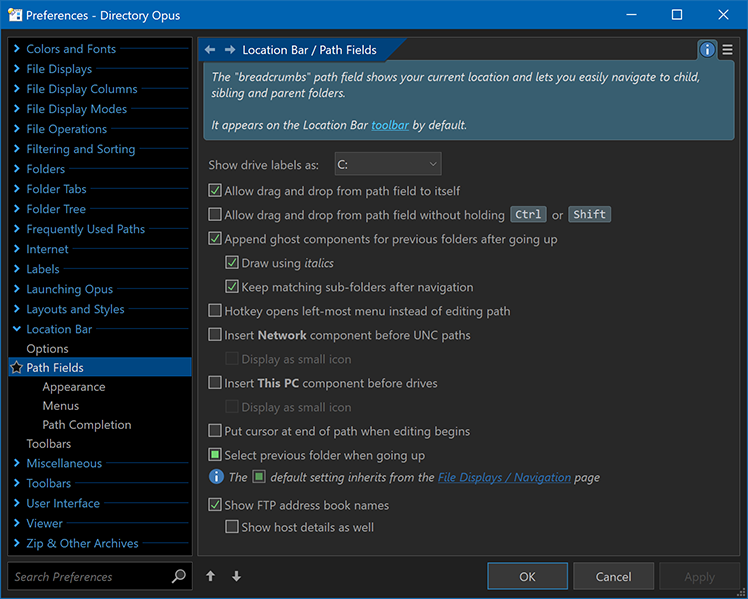 Preferences - Directory Opus
Colors and Fonts
File Displays
File Display Columns
File Display Modes
File Operations
Filtering and Sorting
Folders
Folder Tabs
Folder Tree
Frequently Used Paths
Internet
Labels
Launching Opus
Layouts and Styles
Location Bar
Options
Path Fields
Appearance
Menus
Path Completion
Toolbars
Miscellaneous
Toolbars
User Interface
Viewer
Zip & Other Archives
Search Preferences
Location Bar / Path Fields
The "breadcrumbs" path field shows your current location and lets you easily navigate to child,
sibling and parent folders.
It appears on the Location Bar toolbar by default.
Show drive labels as: C:
Allow drag and drop from path field to itself
Allow drag and drop from path field without holding Ctrl or Shift
Append ghost components for previous folders after going up
Draw using italics
Keep matching sub-folders after navigation
Hotkey opens left-most menu instead of editing path
Insert Network component before UNC paths
Display as small icon
Insert This PC component before drives
Display as small icon
Put cursor at end of path when editing begins
Select previous folder when going up
The default setting inherits from the File Displays / Navigation page
Show FTP address book names
Show host details as well
OK Cancel Apply